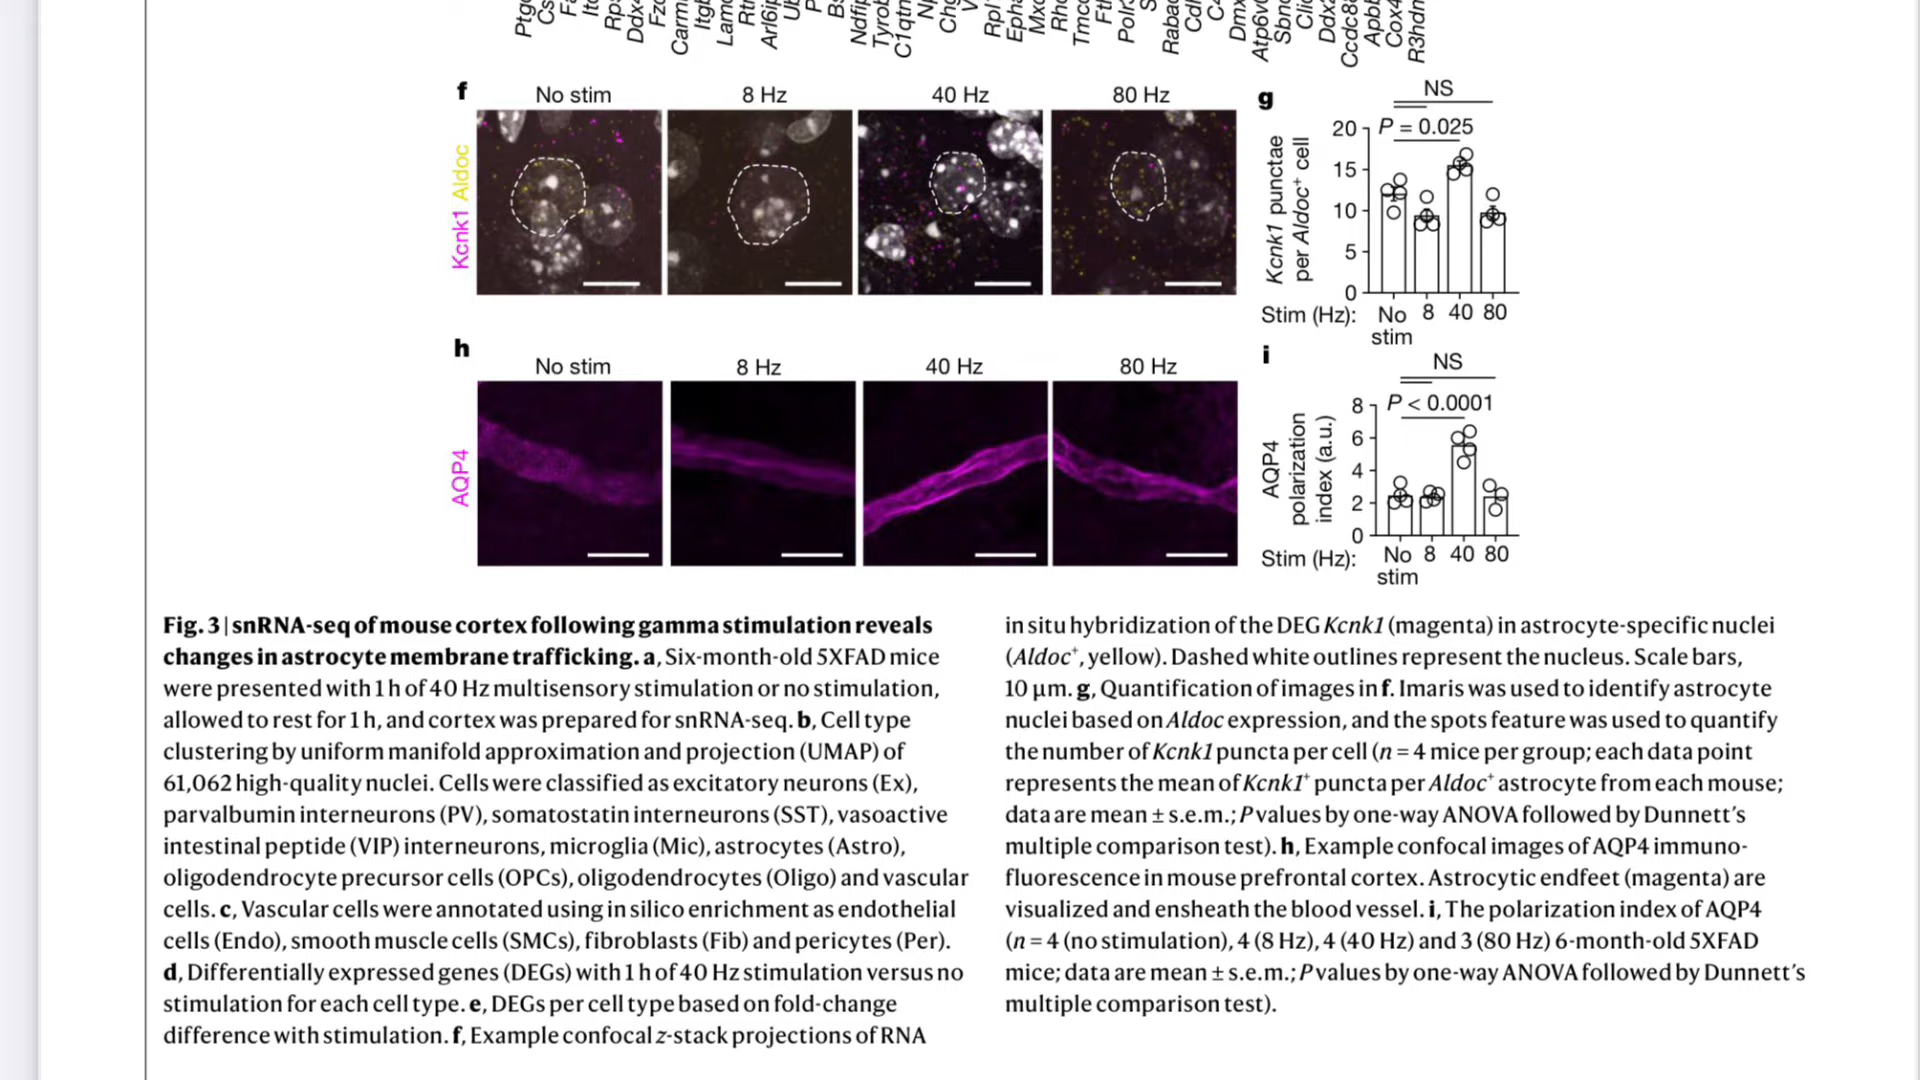 f
No stim
8 Hz
40 Hz
80 Hz
Kcnk1 Aldoc
g
NS
P = 0.025
Kcnk1 punctae
per Aldoc⁺ cell
20
15
10
5
0
Stim (Hz):
No
stim
8
40
80
h
No stim
8 Hz
40 Hz
80 Hz
AQP4
i
NS
P < 0.0001
AQP4
polarization
index (a.u.)
8
6
4
2
0
Stim (Hz):
No
stim
8
40
80
Fig. 3 | snRNA-seq of mouse cortex following gamma stimulation reveals
changes in astrocyte membrane trafficking. a, Six-month-old 5XFAD mice
were presented with 1 h of 40 Hz multisensory stimulation or no stimulation,
allowed to rest for 1 h, and cortex was prepared for snRNA-seq. b, Cell type
clustering by uniform manifold approximation and projection (UMAP) of
61,062 high-quality nuclei. Cells were classified as excitatory neurons (Ex),
parvalbumin interneurons (PV), somatostatin interneurons (SST), vasoactive
intestinal peptide (VIP) interneurons, microglia (Mic), astrocytes (Astro),
oligodendrocyte precursor cells (OPCs), oligodendrocytes (Oligo) and vascular
cells. c, Vascular cells were annotated using in silico enrichment as endothelial
cells (Endo), smooth muscle cells (SMCs), fibroblasts (Fib) and pericytes (Per).
d, Differentially expressed genes (DEGs) with 1 h of 40 Hz stimulation versus no
stimulation for each cell type. e, DEGs per cell type based on fold-change
difference with stimulation. f, Example confocal z-stack projections of RNA
in situ hybridization of the DEG Kcnk1 (magenta) in astrocyte-specific nuclei
(Aldoc⁺, yellow). Dashed white outlines represent the nucleus. Scale bars,
10 µm. g, Quantification of images in f. Imaris was used to identify astrocyte
nuclei based on Aldoc expression, and the spots feature was used to quantify
the number of Kcnk1 puncta per cell (n = 4 mice per group; each data point
represents the mean of Kcnk1⁺ puncta per Aldoc⁺ astrocyte from each mouse;
data are mean ± s.e.m.; P values by one-way ANOVA followed by Dunnett's
multiple comparison test). h, Example confocal images of AQP4 immuno-
fluorescence in mouse prefrontal cortex. Astrocytic endfeet (magenta) are
visualized and ensheath the blood vessel. i, The polarization index of AQP4
(n = 4 (no stimulation), 4 (8 Hz), 4 (40 Hz) and 3 (80 Hz) 6-month-old 5XFAD
mice; data are mean ± s.e.m.; P values by one-way ANOVA followed by Dunnett's
multiple comparison test).